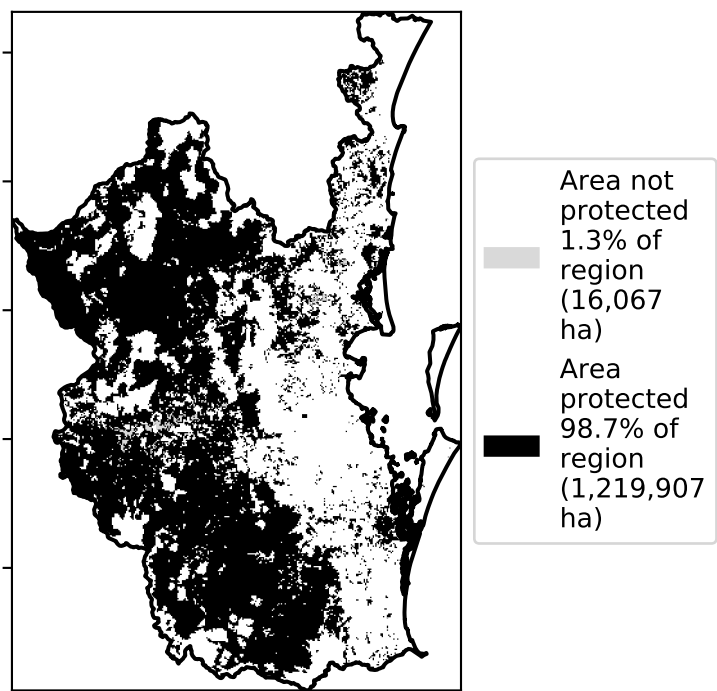 Area not
protected
1.3% of
region
(16,067
ha)
Area
protected
98.7% of
region
(1,219,907
ha)